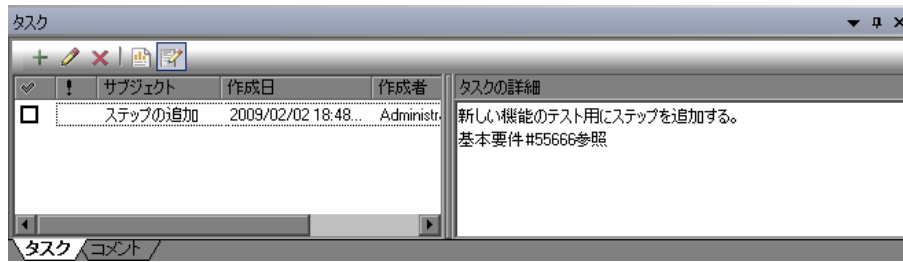 タスク
! サブジェクト 作成日 作成者 タスクの詳細
ステップの追加 2009/02/02 18:48... Administr
新しい機能のテスト用にステップを追加する。
基本要件#55666参照
タスク コメント